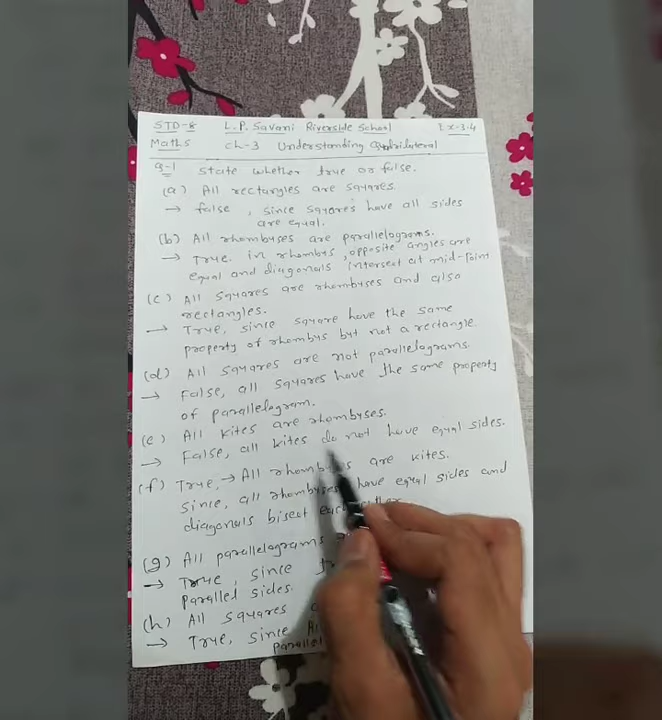 STD-8 L.P. Savani Riverside School Ex-3.4
Maths Ch-3 Understanding Quadrilateral
Q-1 State whether true or false.
(a) All rectangles are squares.
→ false, since squares have all sides
are equal.
(b) All rhombuses are parallelograms.
→ True. in rhombus, opposite angles are
equal and diagonals intersect at mid-point
(c) All squares are rhombuses and also
rectangles.
→ True, since square have the same
property of rhombus but not a rectangle.
(d) All squares are not parallelograms.
→ False, all squares have the same property
of parallelogram.
(e) All kites are rhombyses.
→ False, all kites do not have equal sides.
(f) True, → All are kites.
since, all rhombuses have equal sides and
diagonals bisect
(g) All parallelograms
→ True, since
Paralled sides
(h) All squares
→ True, since